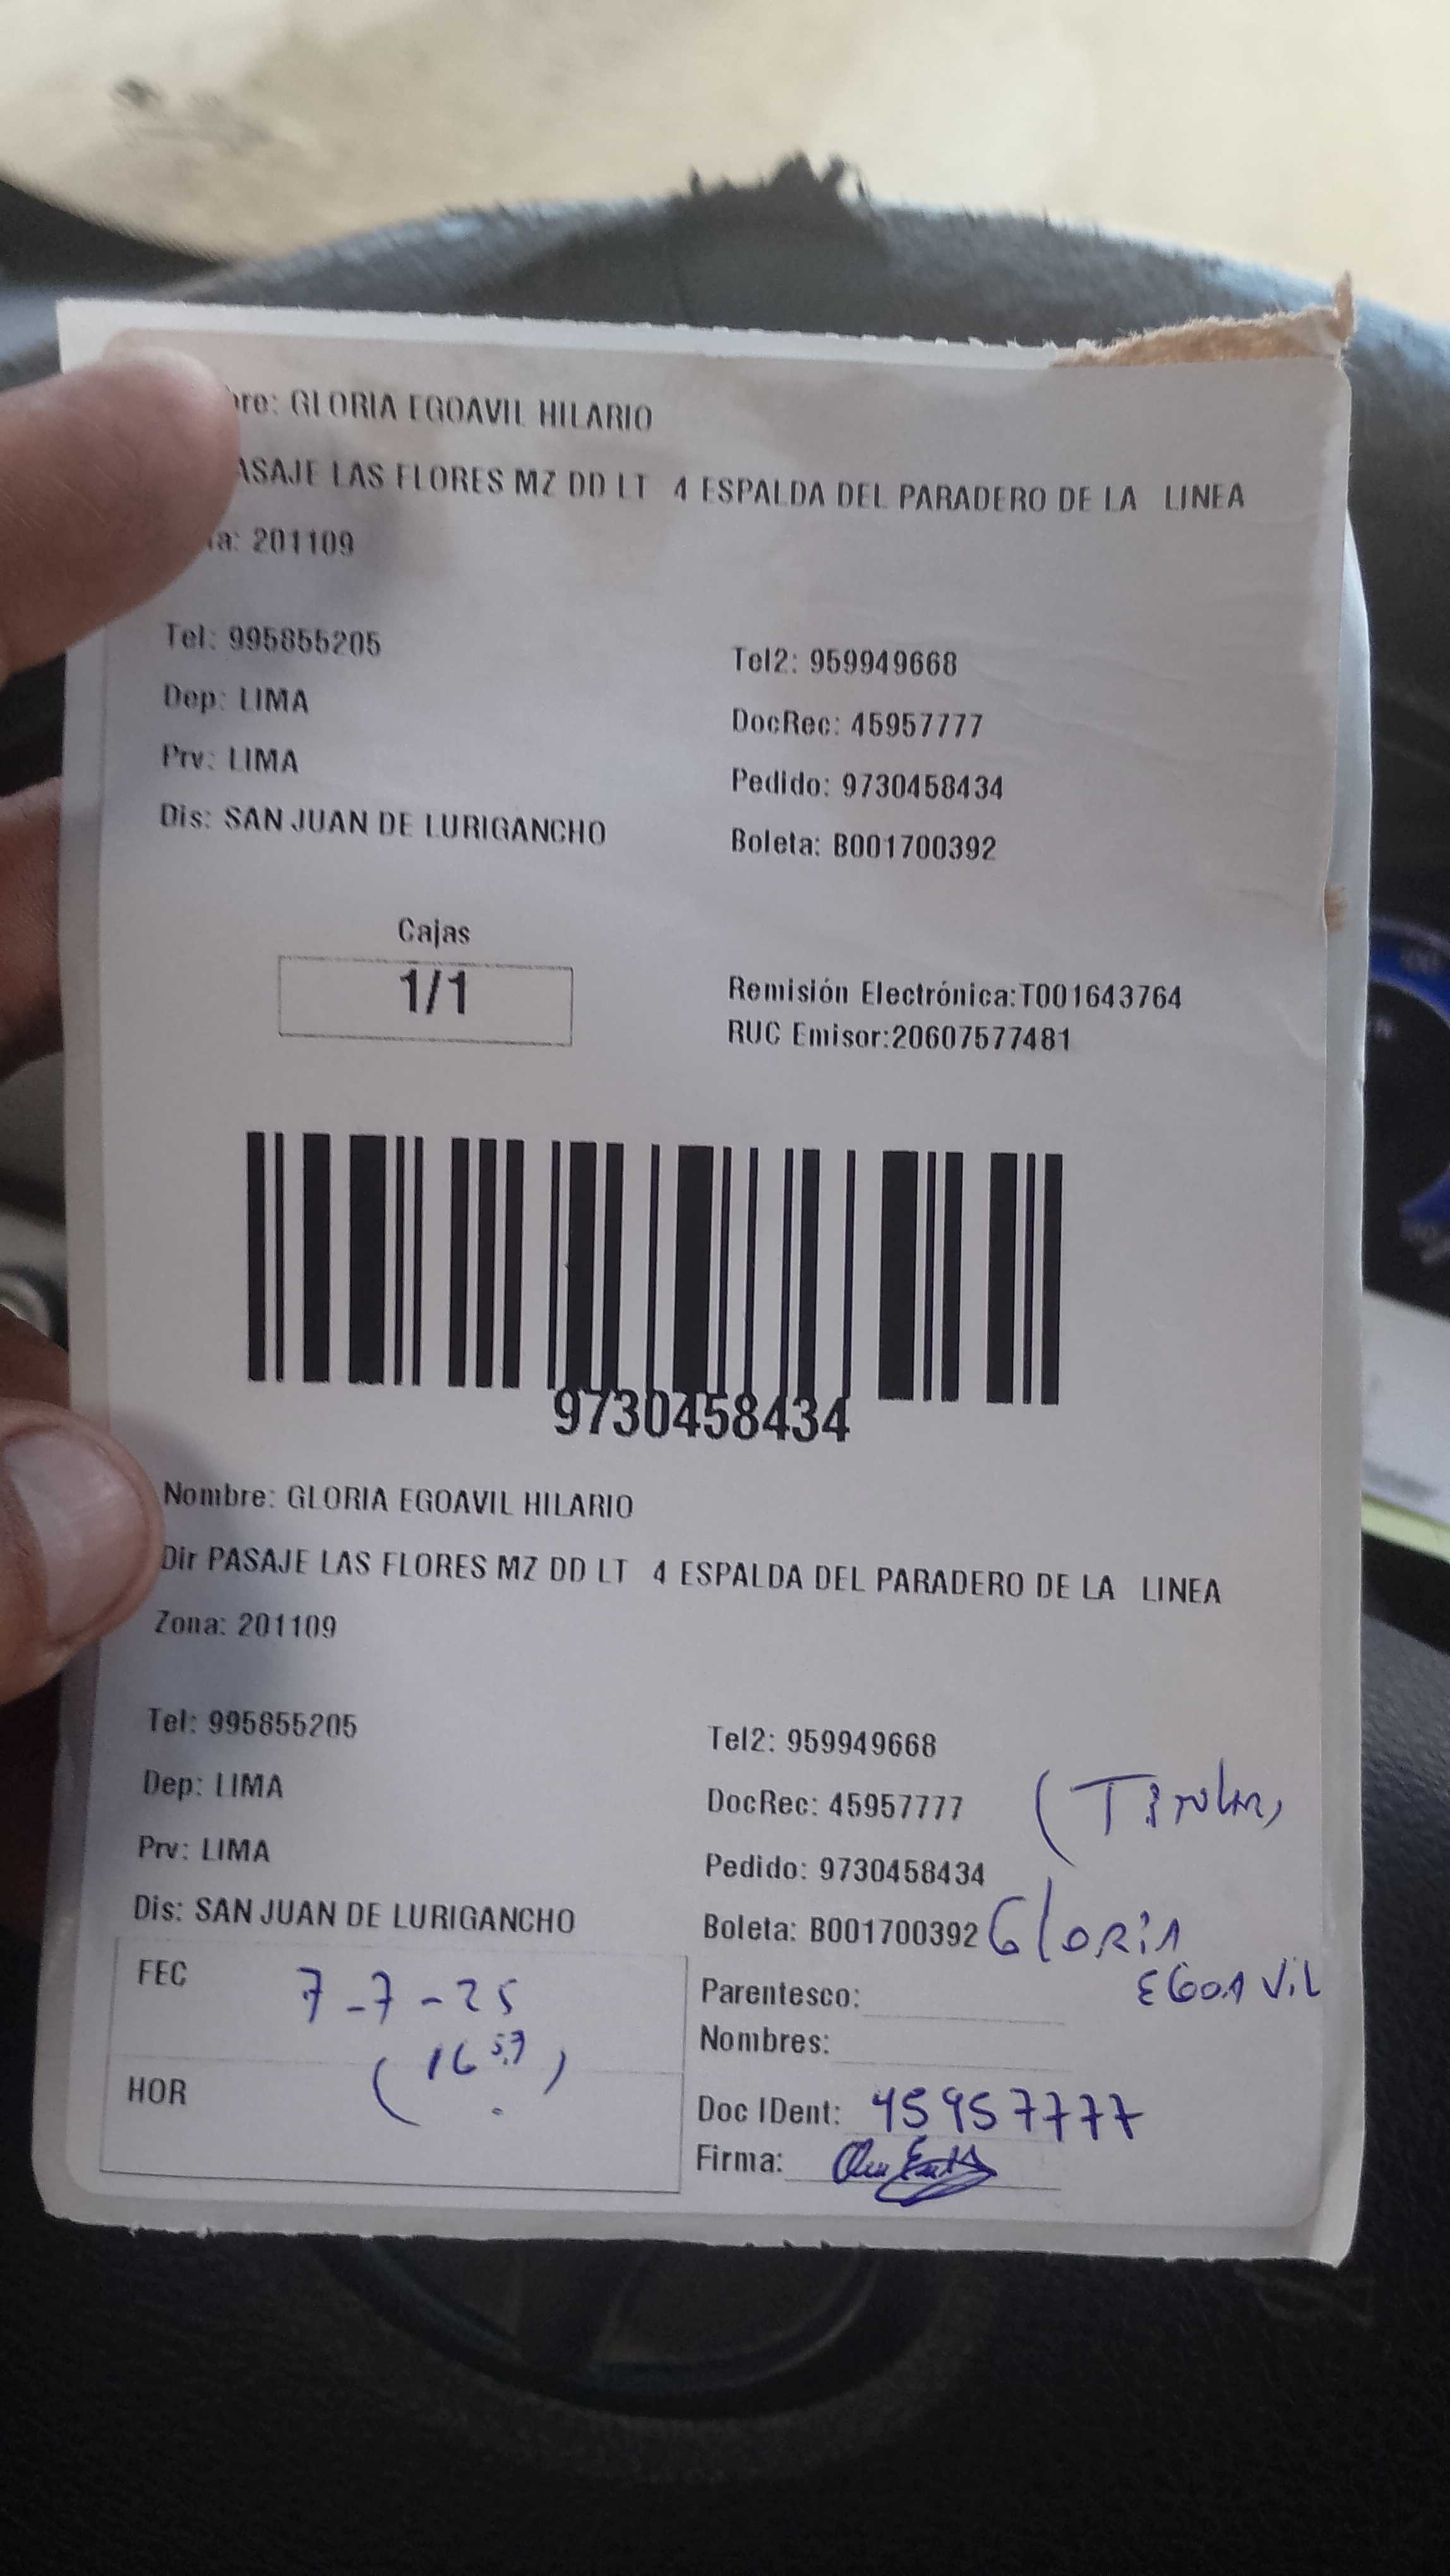 bre: GLORIA EGOAVIL HILARIO
ASAJE LAS FLORES MZ DD LT 4 ESPALDA DEL PARADERO DE LA LINEA
na: 201109
Tel: 995855205
Tel2: 959949668
Dep: LIMA
DocRec: 45957777
Prv: LIMA
Pedido: 9730458434
Dis: SAN JUAN DE LURIGANCHO
Boleta: B001700392
Cajas
1/1
Remisión Electrónica:T001643764
RUC Emisor:20607577481
9730458434
Nombre: GLORIA EGOAVIL HILARIO
Dir PASAJE LAS FLORES MZ DD LT 4 ESPALDA DEL PARADERO DE LA LINEA
Zona: 201109
Tel: 995855205
Tel2: 959949668
Dep: LIMA
DocRec: 45957777 (Titular)
Prv: LIMA
Pedido: 9730458434
Dis: SAN JUAN DE LURIGANCHO
Boleta: B001700392 GloRiA
EGOAViL
FEC 7-7-25
Parentesco:
Nombres:
HOR (16 57)
Doc IDent: 45957777
Firma: